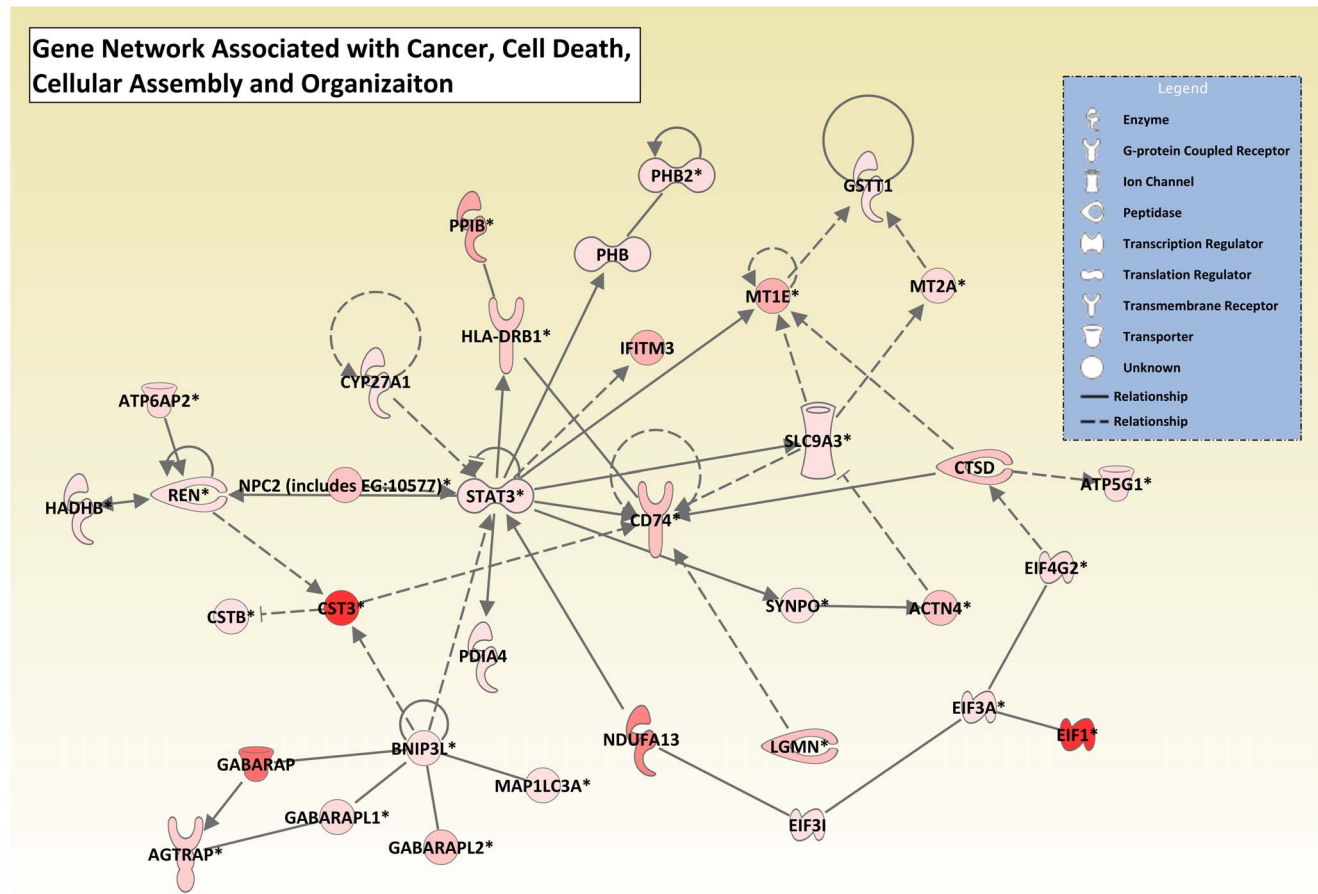 Gene Network Associated with Cancer, Cell Death,
Cellular Assembly and Organizaiton
Legend
Enzyme
G-protein Coupled Receptor
Ion Channel
Peptidase
Transcription Regulator
Translation Regulator
Transmembrane Receptor
Transporter
Unknown
Relationship
Relationship
PHB2*
GSTT1
PPIB*
PHB
MT1E*
MT2A*
HLA-DRB1*
IFITM3
CYP27A1
ATP6AP2*
SLC9A3*
CTSD
ATP5G1*
NPC2 (includes EG:10577)*
REN*
STAT3*
HADHB*
CD74*
EIF4G2*
CSTB*
CST3*
SYNPO*
ACTN4*
PDIA4
EIF3A*
EIF1*
NDUFA13
LGMN*
BNIP3L*
GABARAP
MAP1LC3A*
GABARAPL1*
EIF3I
GABARAPL2*
AGTRAP*